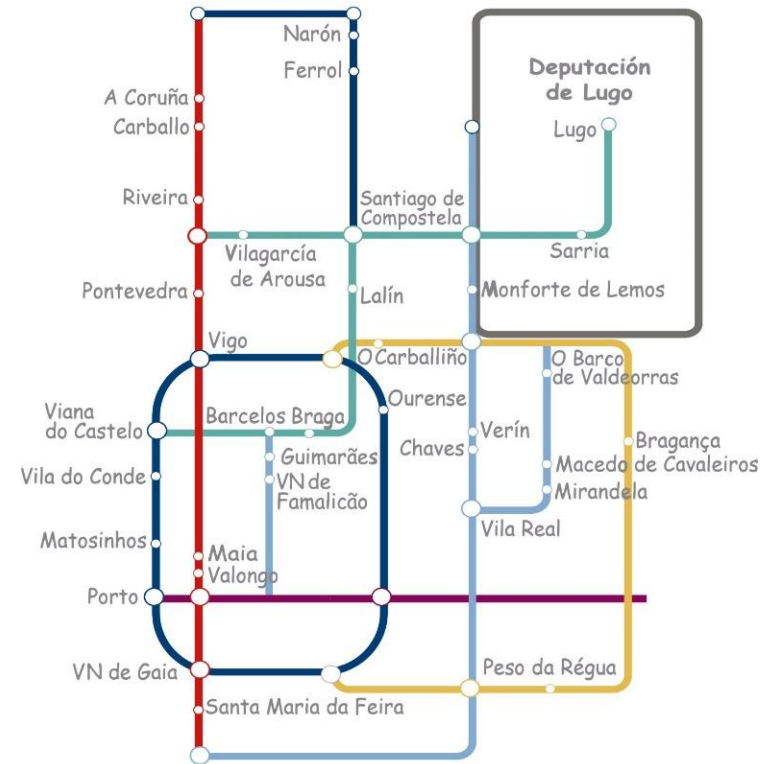 Narón
Ferrol
Deputación
de Lugo
A Coruña
Carballo
Lugo
Riveira
Santiago de
Compostela
Vilagarcía
de Arousa
Sarria
Pontevedra
Lalín
Monforte de Lemos
Vigo
O Carballiño
O Barco
de Valdeorras
Ourense
Viana
do Castelo
Barcelos Braga
Verín
Bragança
Chaves
Guimarães
Macedo de Cavaleiros
Vila do Conde
VN de
Famalicão
Mirandela
Vila Real
Matosinhos
Maia
Valongo
Porto
VN de Gaia
Peso da Régua
Santa Maria da Feira